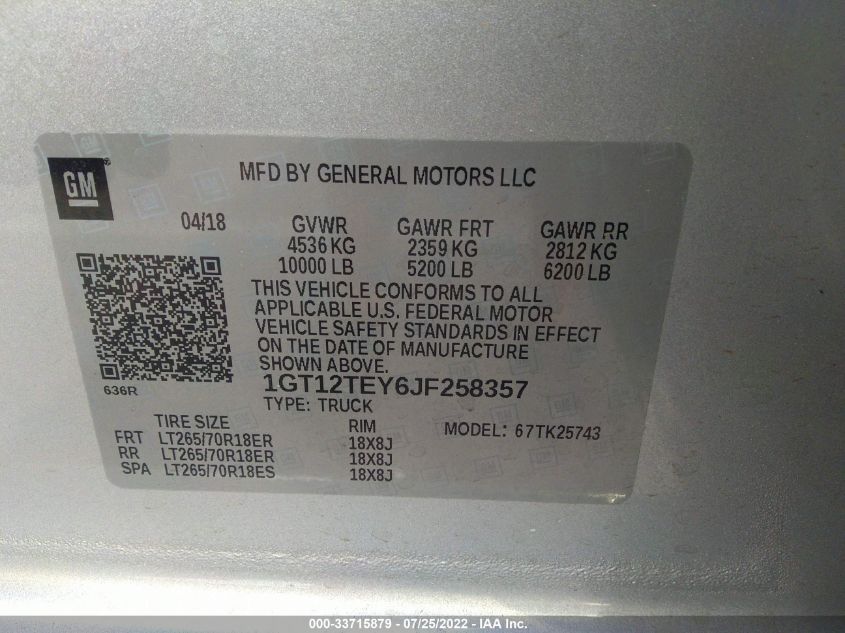 GM ®
MFD BY GENERAL MOTORS LLC
04/18 GVWR GAWR FRT GAWR RR
4536 KG 2359 KG 2812 KG
10000 LB 5200 LB 6200 LB
THIS VEHICLE CONFORMS TO ALL
APPLICABLE U.S. FEDERAL MOTOR
VEHICLE SAFETY STANDARDS IN EFFECT
ON THE DATE OF MANUFACTURE
SHOWN ABOVE.
636R 1GT12TEY6JF258357
TYPE: TRUCK
TIRE SIZE RIM MODEL: 67TK25743
FRT LT265/70R18ER 18X8J
RR LT265/70R18ER 18X8J
SPA LT265/70R18ES 18X8J
000-33715879 - 07/25/2022 - IAA Inc.